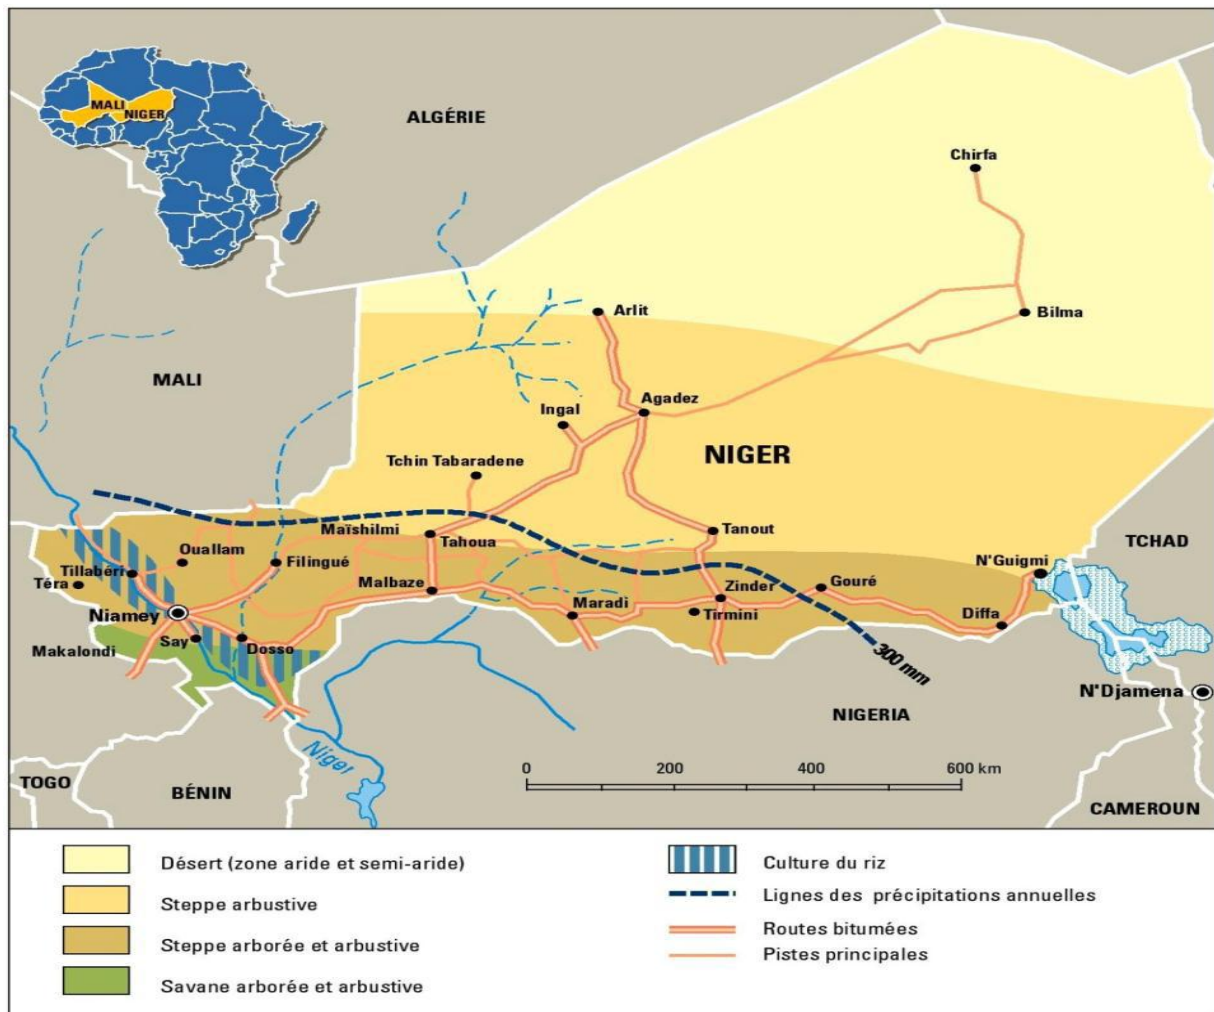 MALI
NIGER
ALGÉRIE
Chirfa
Arlit
Bilma
MALI
Agadez
Ingal
NIGER
Tchin Tabaradene
Maïshilmi
Tahoua
Tanout
TCHAD
Ouallam
Filingué
N'Guigmi
Tillabéri
Téra
Malbaze
Zinder
Gouré
Niamey
Maradi
Tirmini
Diffa
Say
Dosso
Makalondi
300 mm
N'Djamena
NIGERIA
Niger
TOGO
BÉNIN
0 200 400 600 km
CAMEROUN
Désert (zone aride et semi-aride)
Steppe arbustive
Steppe arborée et arbustive
Savane arborée et arbustive
Culture du riz
Lignes des précipitations annuelles
Routes bitumées
Pistes principales